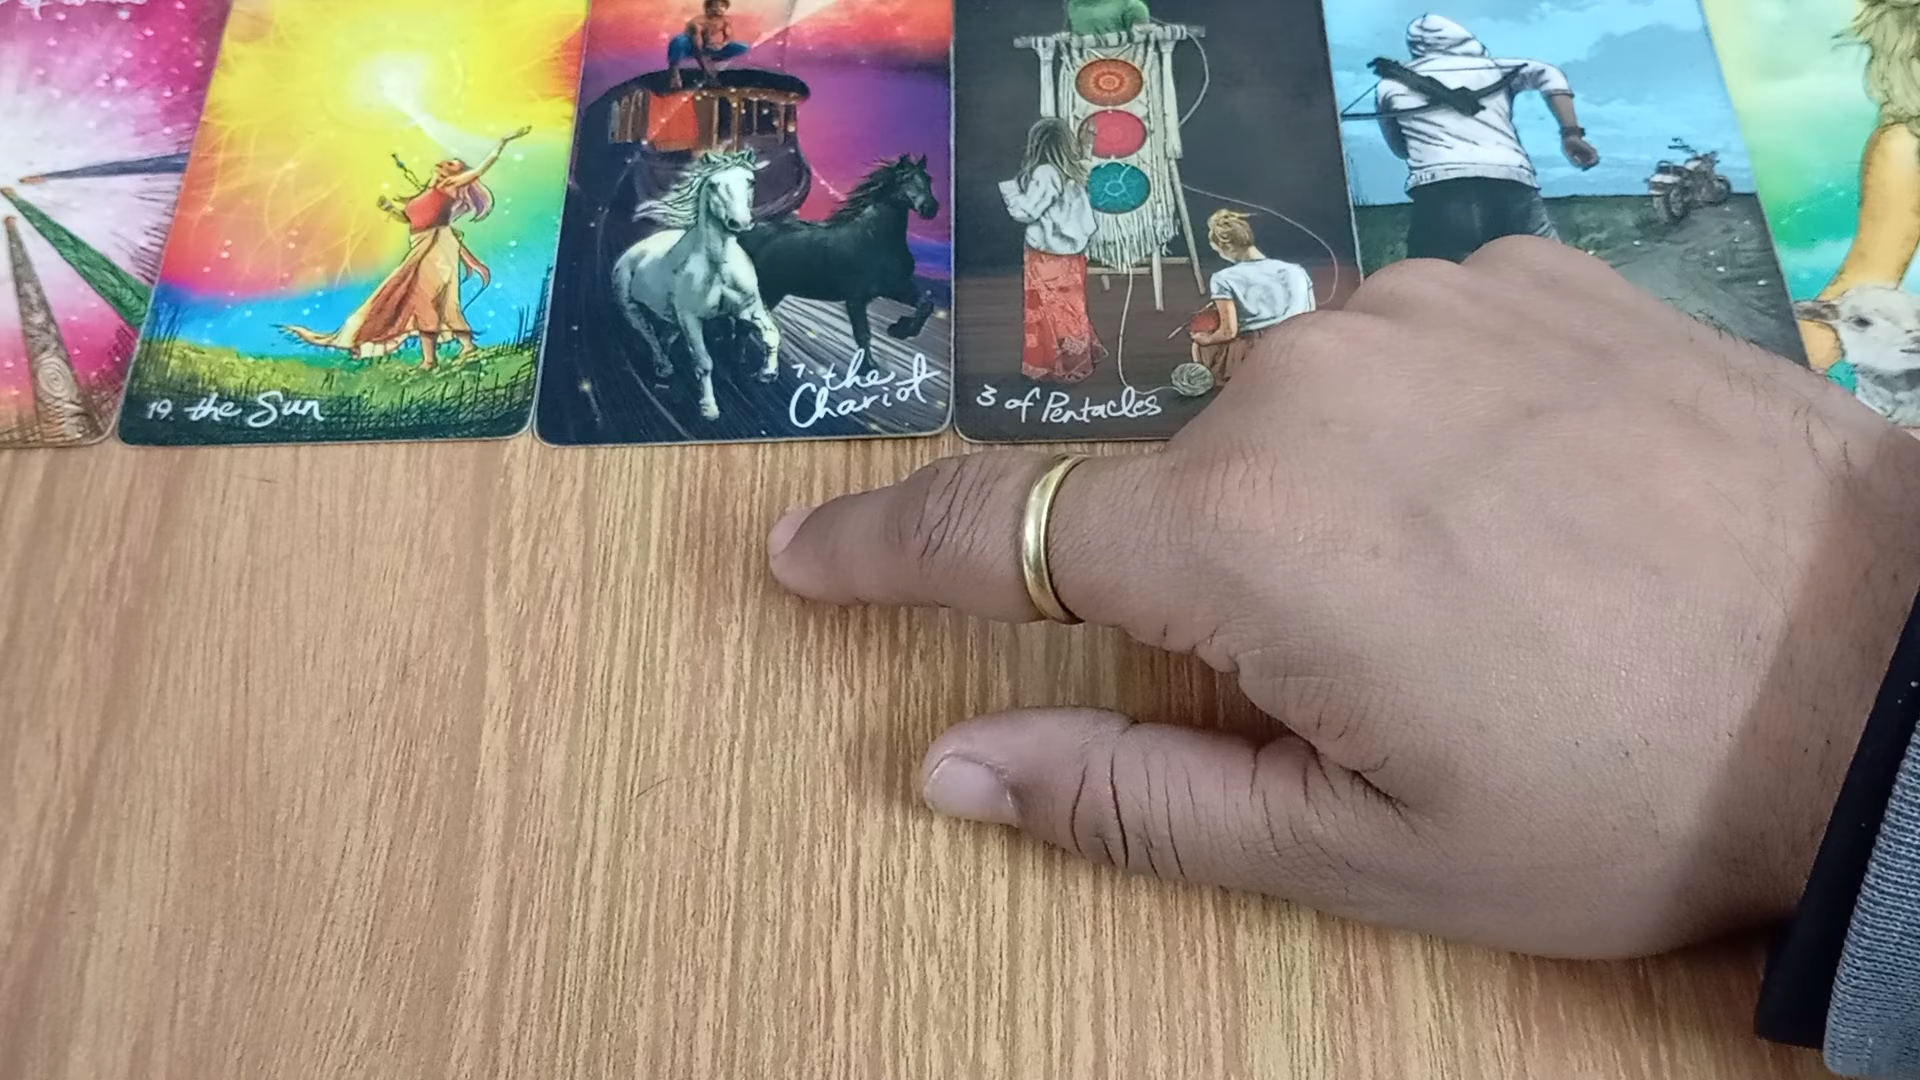 19. the Sun
7. the
Chariot
3 of Pentacles